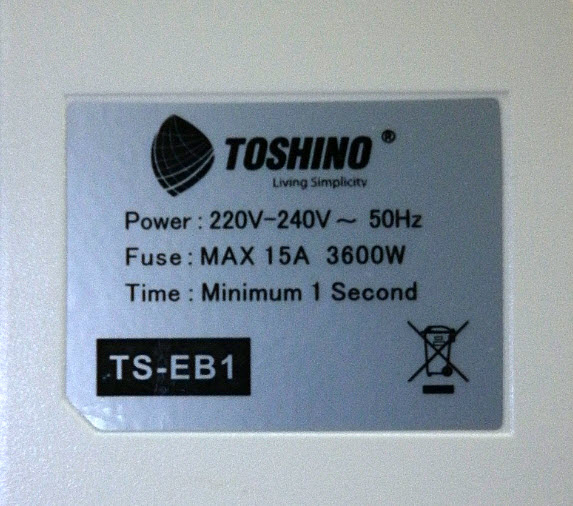 TOSHINO ®
Living Simplicity
Power : 220V-240V ~ 50Hz
Fuse : MAX 15A 3600W
Time : Minimum 1 Second
TS-EB1